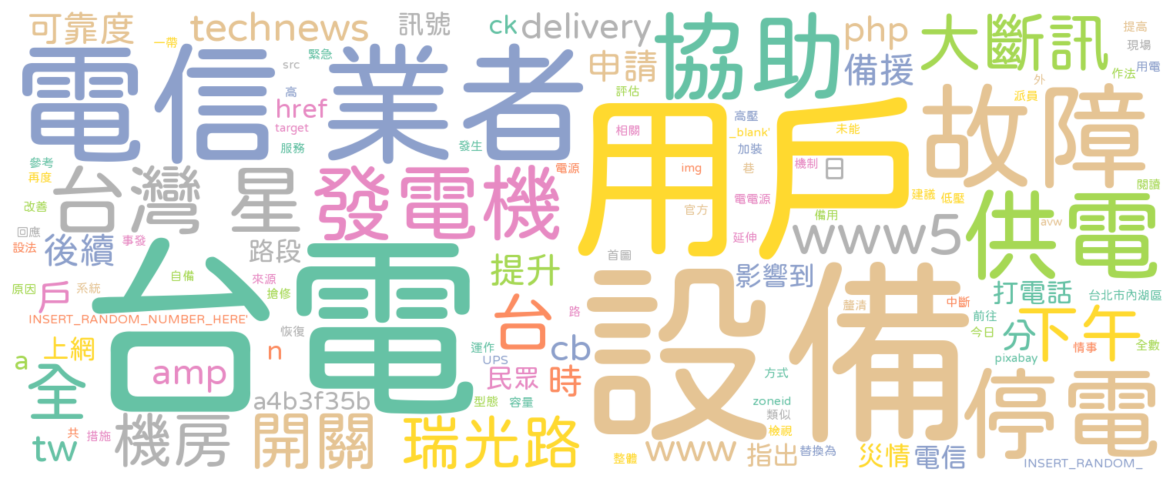 可靠度
technews
訊號
ck
delivery
協助
php
大斷訊
提高
現場
一帶
緊急
src
申請
備援
作法
用電
電信
業者
高
href
target
評估
外
派員
故障
用戶
高壓
_blank'
相關
未能
服務
發生
加裝
參考
再度
台灣
星
發電機
電源
img
巷
機制
日
閱讀
改善
電電源
建議
低壓
供電
官方
備用
回應
設法
後續
事發
路段
延伸
www5
avw
首圖
台電
提升
影響到
設備
原因
戶
系統
自備
來源
搶修
釐清
中斷
打電話
台北市內湖區
INSERT_RANDOM_NUMBER_HERE'
恢復
台
路
前往
今日
分
下午
上網
n
運作
cb
UPS
pixabay
情事
全數
a
全
amp
民眾
時
方式
a4b3f35b
型態
容量
zoneid
類似
停電
tw
共
措施
機房
開關
瑞光路
檢視
整體
www
指出
替換為
災情
電信
INSERT_RANDOM_